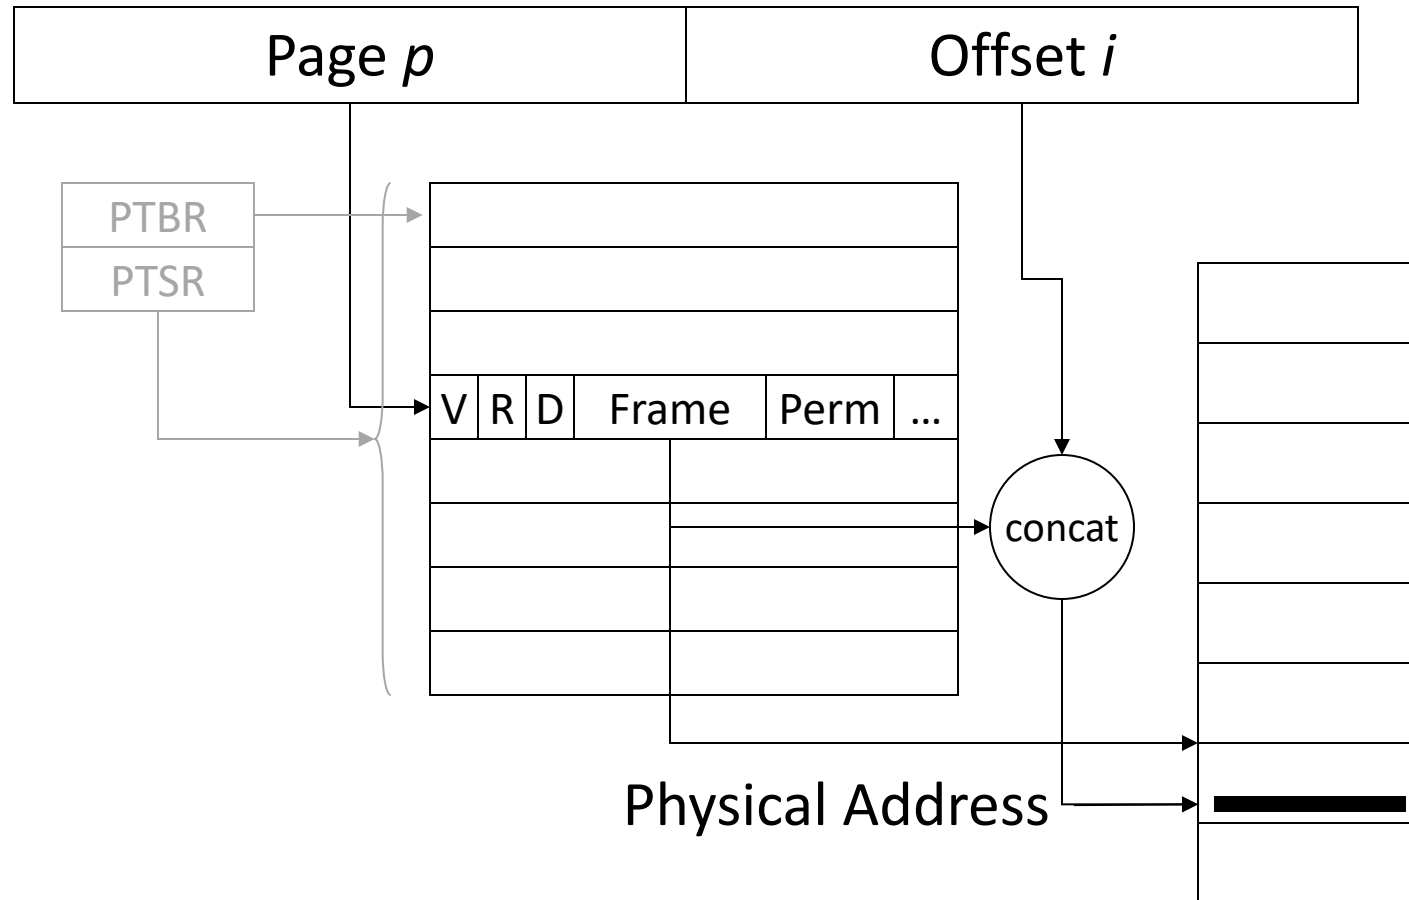 Page p
Offset i
PTBR
PTSR
V R D Frame Perm ...
concat
Physical Address